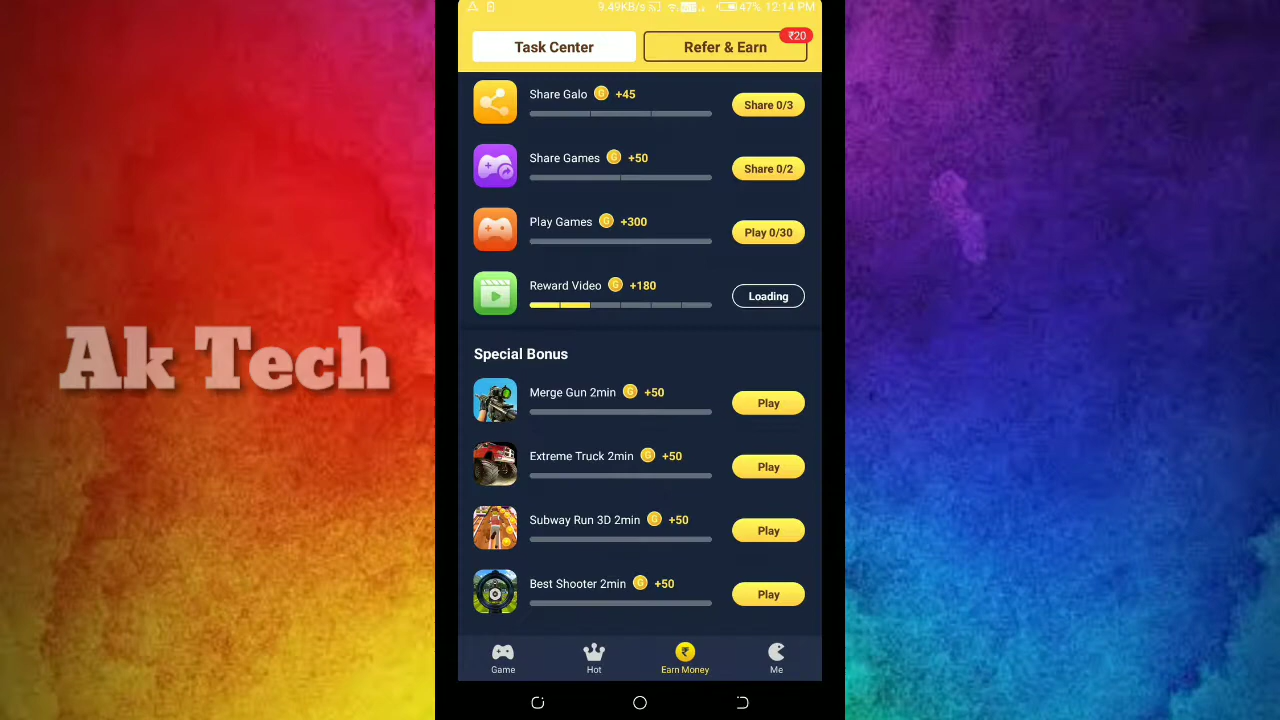 9.49KB/s 47% 12:14 PM
Task Center
Refer & Earn
₹20
Share Galo G +45
Share 0/3
Share Games G +50
Share 0/2
Play Games G +300
Play 0/30
Reward Video G +180
Loading
Special Bonus
Merge Gun 2min G +50
Play
Extreme Truck 2min G +50
Play
Subway Run 3D 2min G +50
Play
Best Shooter 2min G +50
Play
Game
Hot
₹
Earn Money
Me
Ak Tech